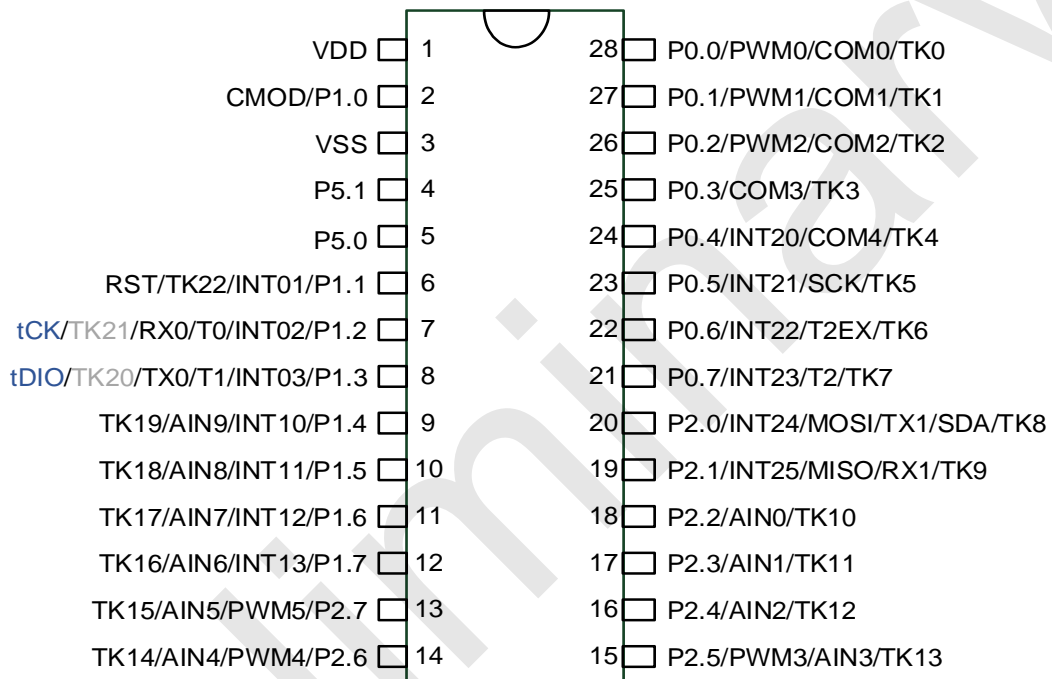 VDD 1 28 P0.0/PWM0/COM0/TK0
CMOD/P1.0 2 27 P0.1/PWM1/COM1/TK1
VSS 3 26 P0.2/PWM2/COM2/TK2
P5.1 4 25 P0.3/COM3/TK3
P5.0 5 24 P0.4/INT20/COM4/TK4
RST/TK22/INT01/P1.1 6 23 P0.5/INT21/SCK/TK5
tCK/TK21/RX0/T0/INT02/P1.2 7 22 P0.6/INT22/T2EX/TK6
tDIO/TK20/TX0/T1/INT03/P1.3 8 21 P0.7/INT23/T2/TK7
TK19/AIN9/INT10/P1.4 9 20 P2.0/INT24/MOSI/TX1/SDA/TK8
TK18/AIN8/INT11/P1.5 10 19 P2.1/INT25/MISO/RX1/TK9
TK17/AIN7/INT12/P1.6 11 18 P2.2/AIN0/TK10
TK16/AIN6/INT13/P1.7 12 17 P2.3/AIN1/TK11
TK15/AIN5/PWM5/P2.7 13 16 P2.4/AIN2/TK12
TK14/AIN4/PWM4/P2.6 14 15 P2.5/PWM3/AIN3/TK13